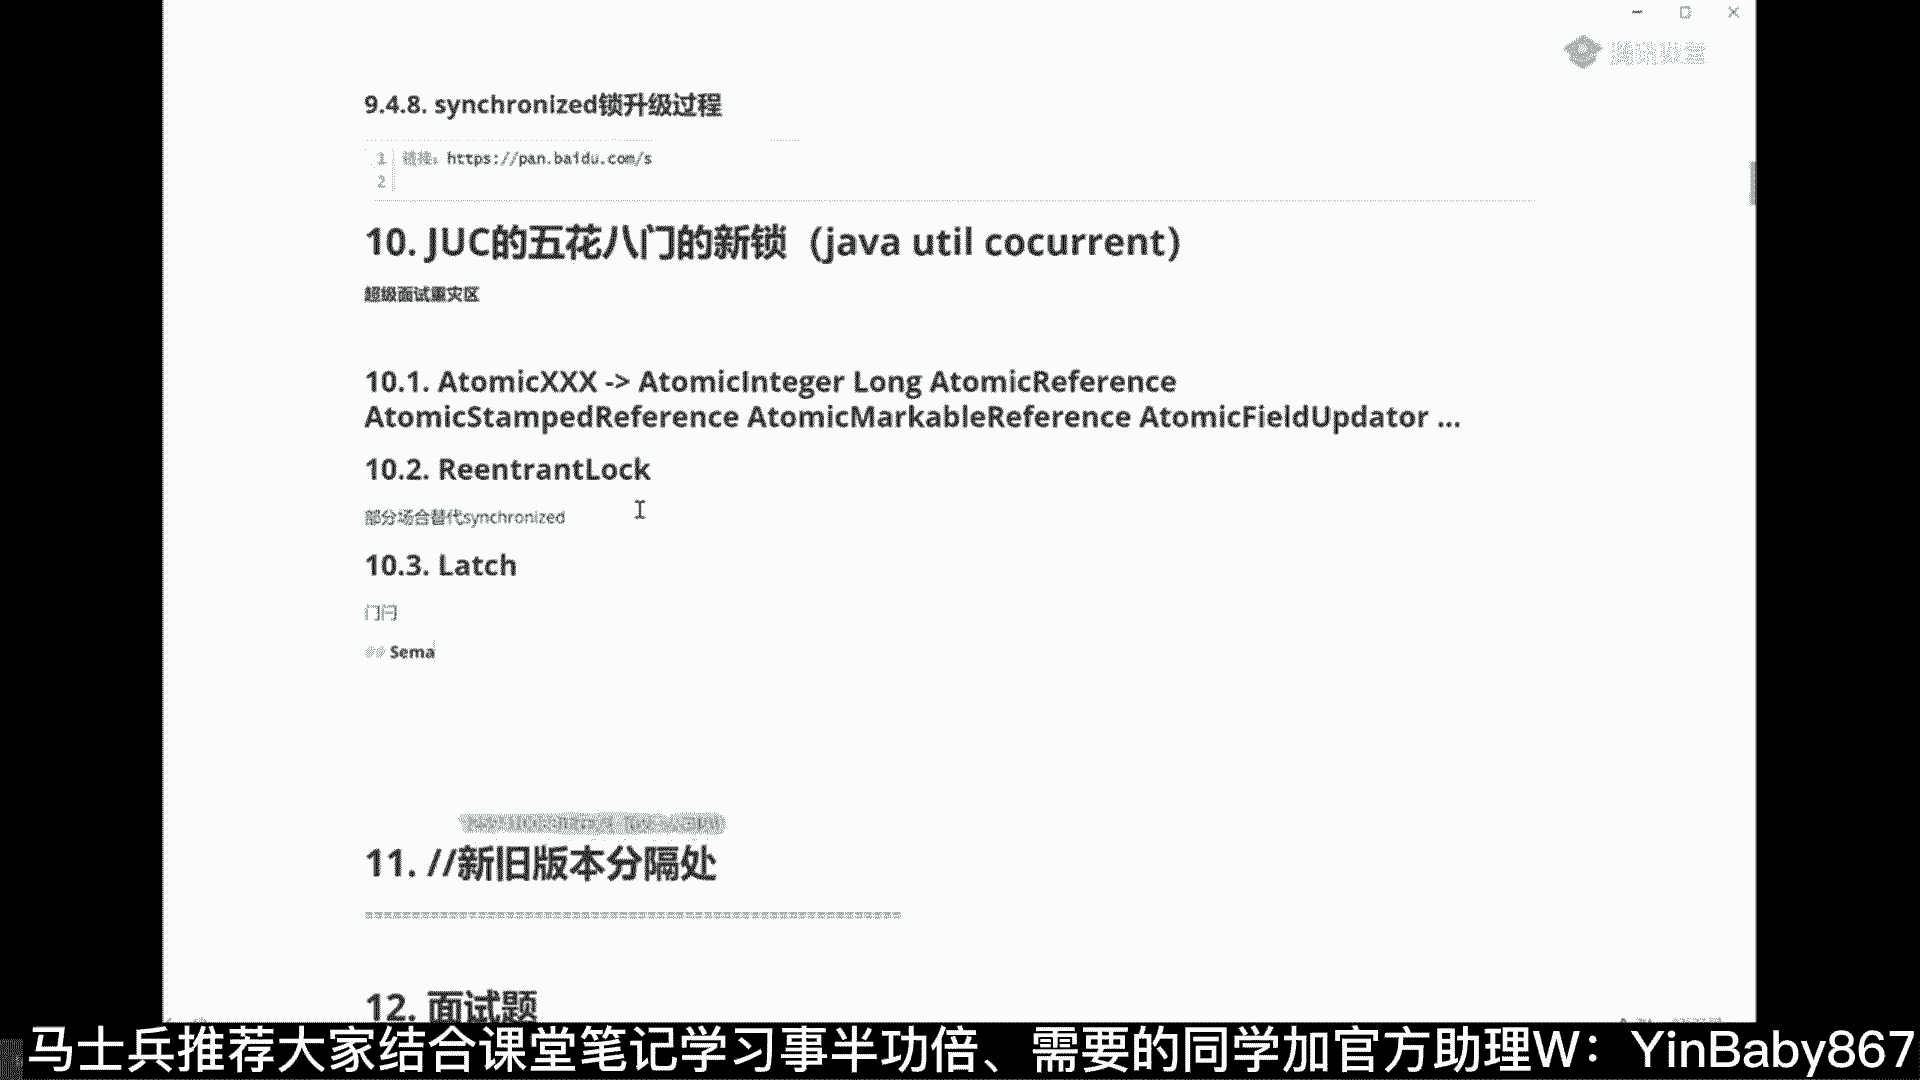 腾讯课堂
9.4.8. synchronized锁升级过程
1 链接：https://pan.baidu.com/s
2
10. JUC的五花八门的新锁（java util cocurrent）
超级面试重灾区
10.1. AtomicXXX -> AtomicInteger Long AtomicReference
AtomicStampedReference AtomicMarkableReference AtomicFieldUpdator ...
10.2. ReentrantLock
部分场合替代synchronized
10.3. Latch
门闩
## Sema
11. //新旧版本分隔处
12. 面试题
马士兵推荐大家结合课堂笔记学习事半功倍、需要的同学加官方助理W：YinBaby867